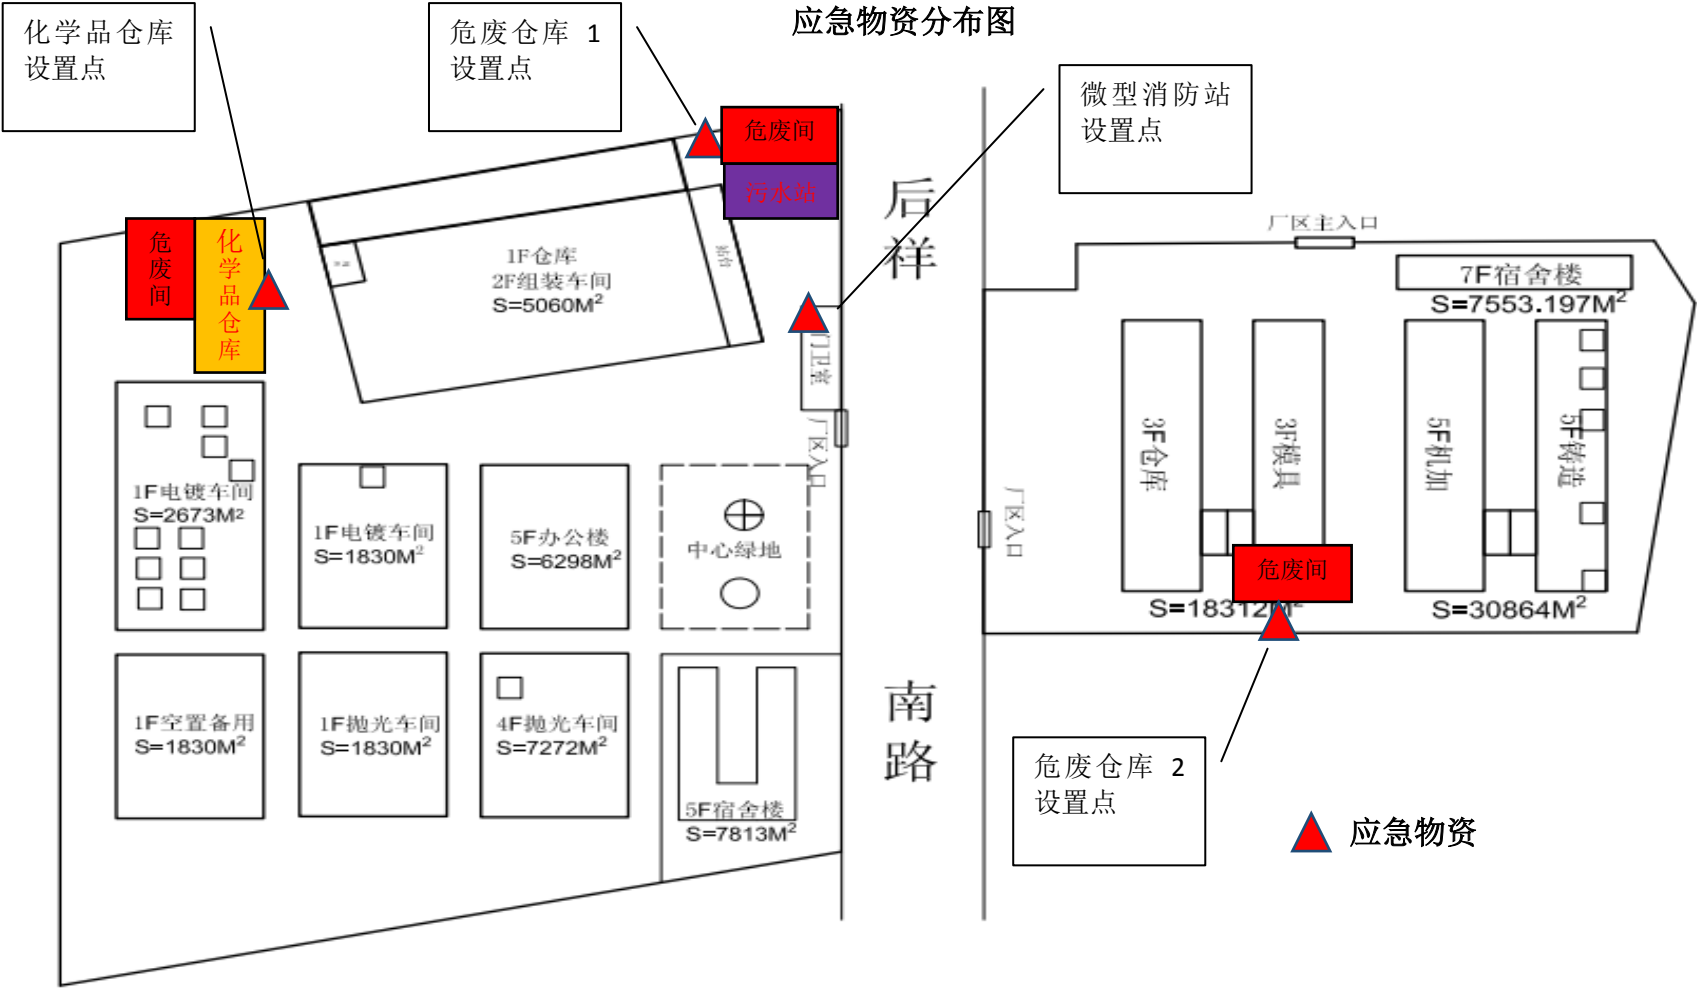 应急物资分布图
化学品仓库
设置点
危废仓库 1
设置点
微型消防站
设置点
危废间
污水站
危废间
化学品仓库
1F仓库
2F组装车间
S=5060M²
站台
门卫室
厂区入口
后祥南路
厂区主入口
7F宿舍楼
S=7553.197M²
3F仓库
3F模具
5F机加
5F铸造
厂区入口
危废间
S=18312M²
S=30864M²
1F电镀车间
S=2673M²
1F电镀车间
S=1830M²
5F办公楼
S=6298M²
中心绿地
1F空置备用
S=1830M²
1F抛光车间
S=1830M²
4F抛光车间
S=7272M²
5F宿舍楼
S=7813M²
危废仓库 2
设置点
应急物资